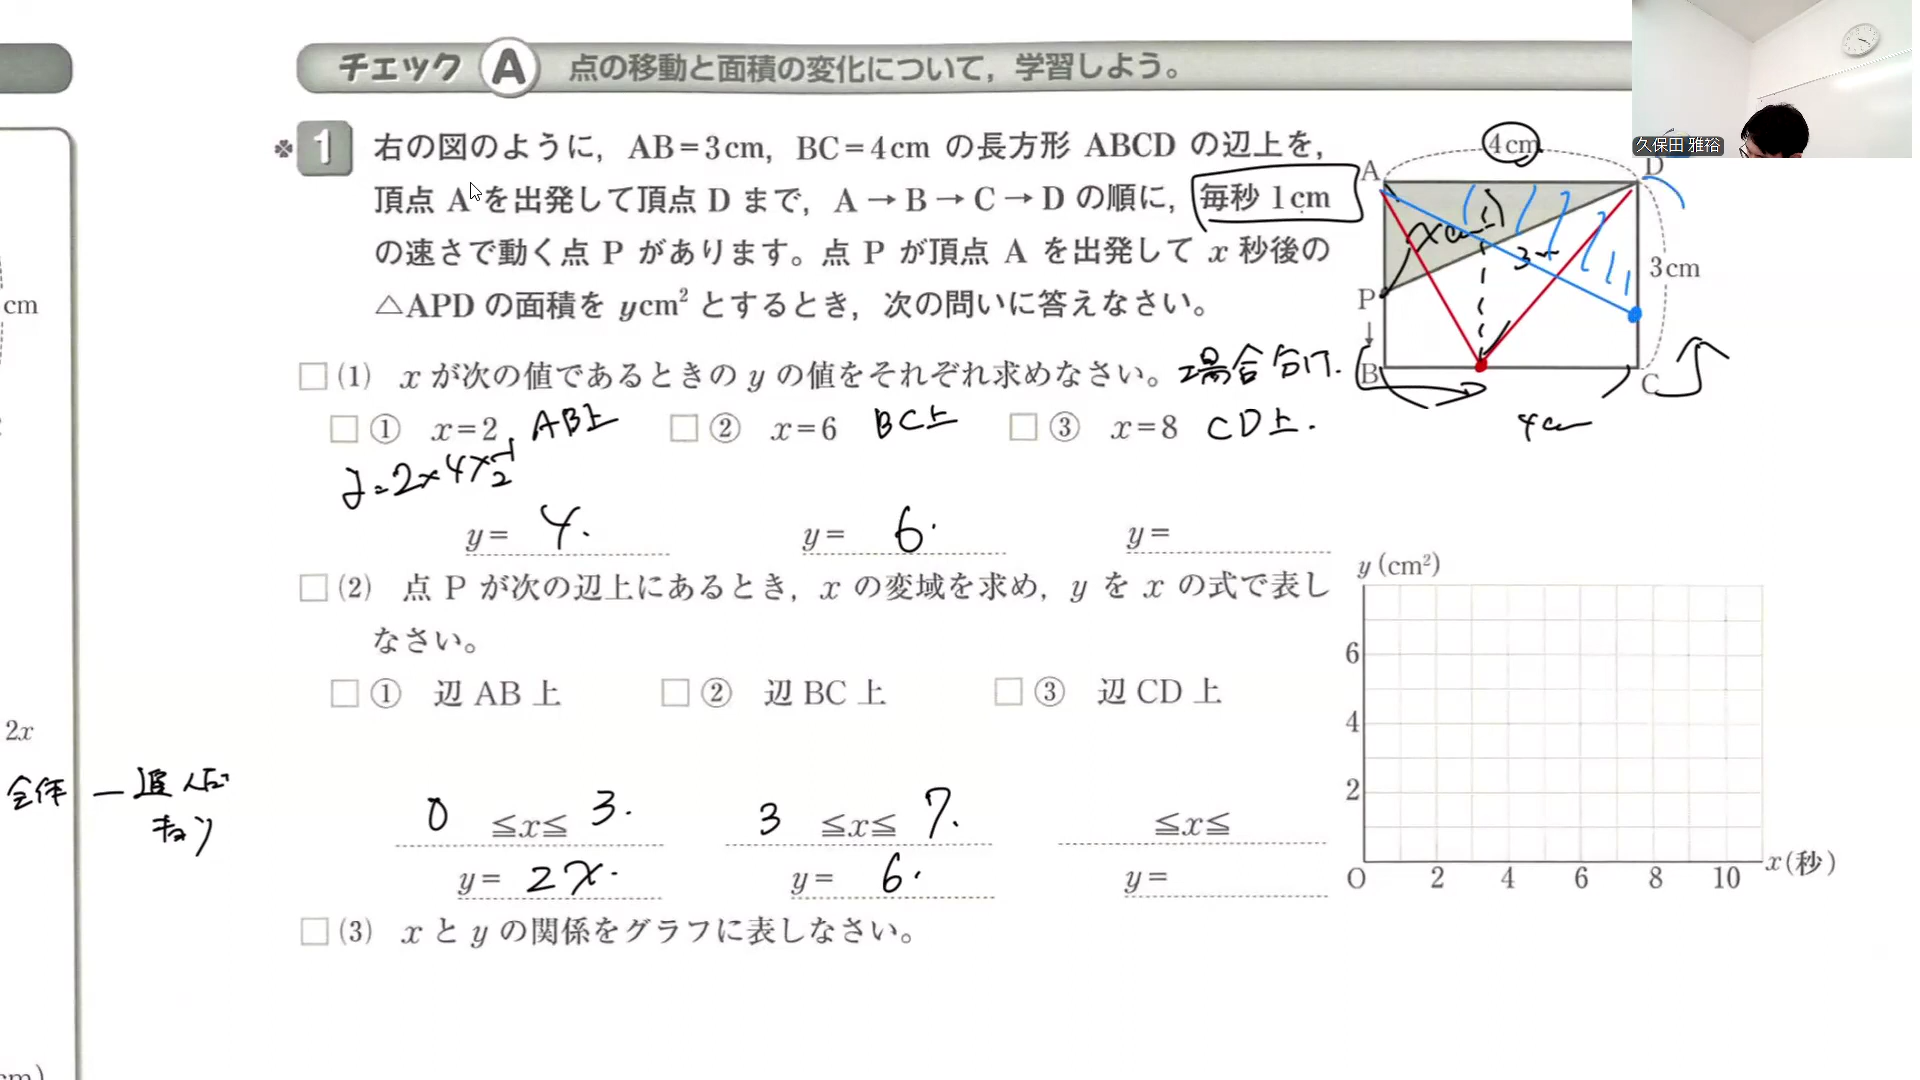 チェック A 点の移動と面積の変化について，学習しよう。
久保田 雅裕
1 右の図のように，AB＝3cm，BC＝4cm の長方形 ABCD の辺上を，
頂点 A を出発して頂点 D まで，A → B → C → D の順に，毎秒 1cm
の速さで動く点 P があります。点 P が頂点 A を出発して x 秒後の
△APD の面積を ycm² とするとき，次の問いに答えなさい。
4cm
A
D
xcm
3cm
P
B
C
4cm
(1) x が次の値であるときの y の値をそれぞれ求めなさい。 場合分け.
① x=2 AB上 ② x=6 BC上 ③ x=8 CD上.
y=2×4×1/2
y= 4. y= 6. y=
(2) 点 P が次の辺上にあるとき，x の変域を求め，y を x の式で表し
なさい。
① 辺 AB 上 ② 辺 BC 上 ③ 辺 CD 上
0 ≦x≦ 3. 3 ≦x≦ 7. ≦x≦
y= 2x. y= 6. y=
(3) x と y の関係をグラフに表しなさい。
y (cm²)
6
4
2
O 2 4 6 8 10 x(秒)
cm
2x
全体 ー 道人
cm)